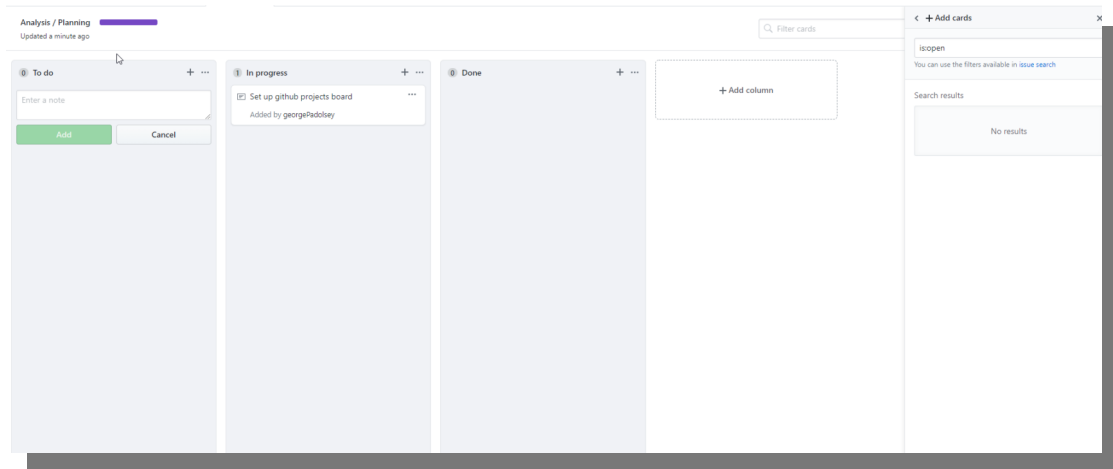 Analysis / Planning
Updated a minute ago
Filter cards
+ Add cards
is:open
You can use the filters available in issue search
Search results
No results
0 To do
Enter a note
Add
Cancel
1 In progress
Set up github projects board
Added by georgePadolsey
0 Done
+ Add column